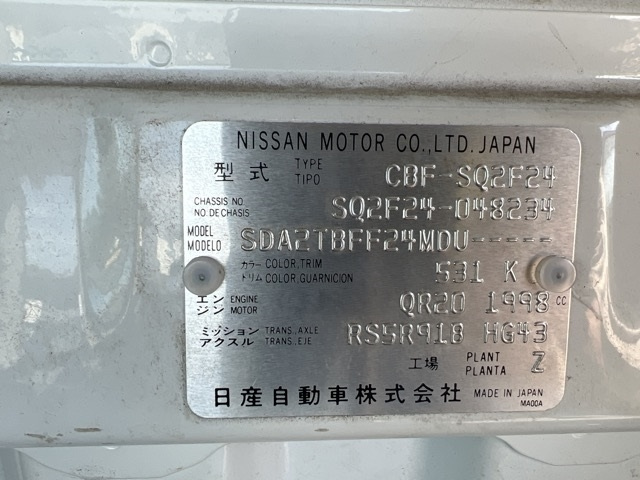 NISSAN MOTOR CO.,LTD. JAPAN
型式 TYPE TIPO CBF-SQ2F24
CHASSIS NO. NO. DE CHASIS SQ2F24-048234
MODEL MODELO SDA2TBFF24MDU-----
カラー トリム COLOR, TRIM COLOR, GUARNICION 531 K
エンジン ENGINE MOTOR QR20 1998 cc
ミッション アクスル TRANS. AXLE TRANS. EJE RS5R91B HG43
工場 PLANT PLANTA Z
日産自動車株式会社 MADE IN JAPAN
MA00A